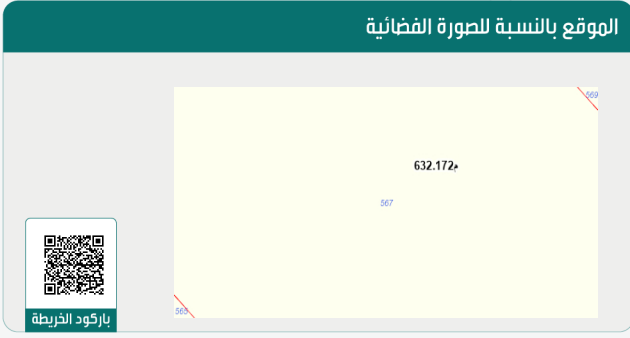 الموقع بالنسبة للصورة الفضائية
569
632.172م
567
565
باركود الخريطة